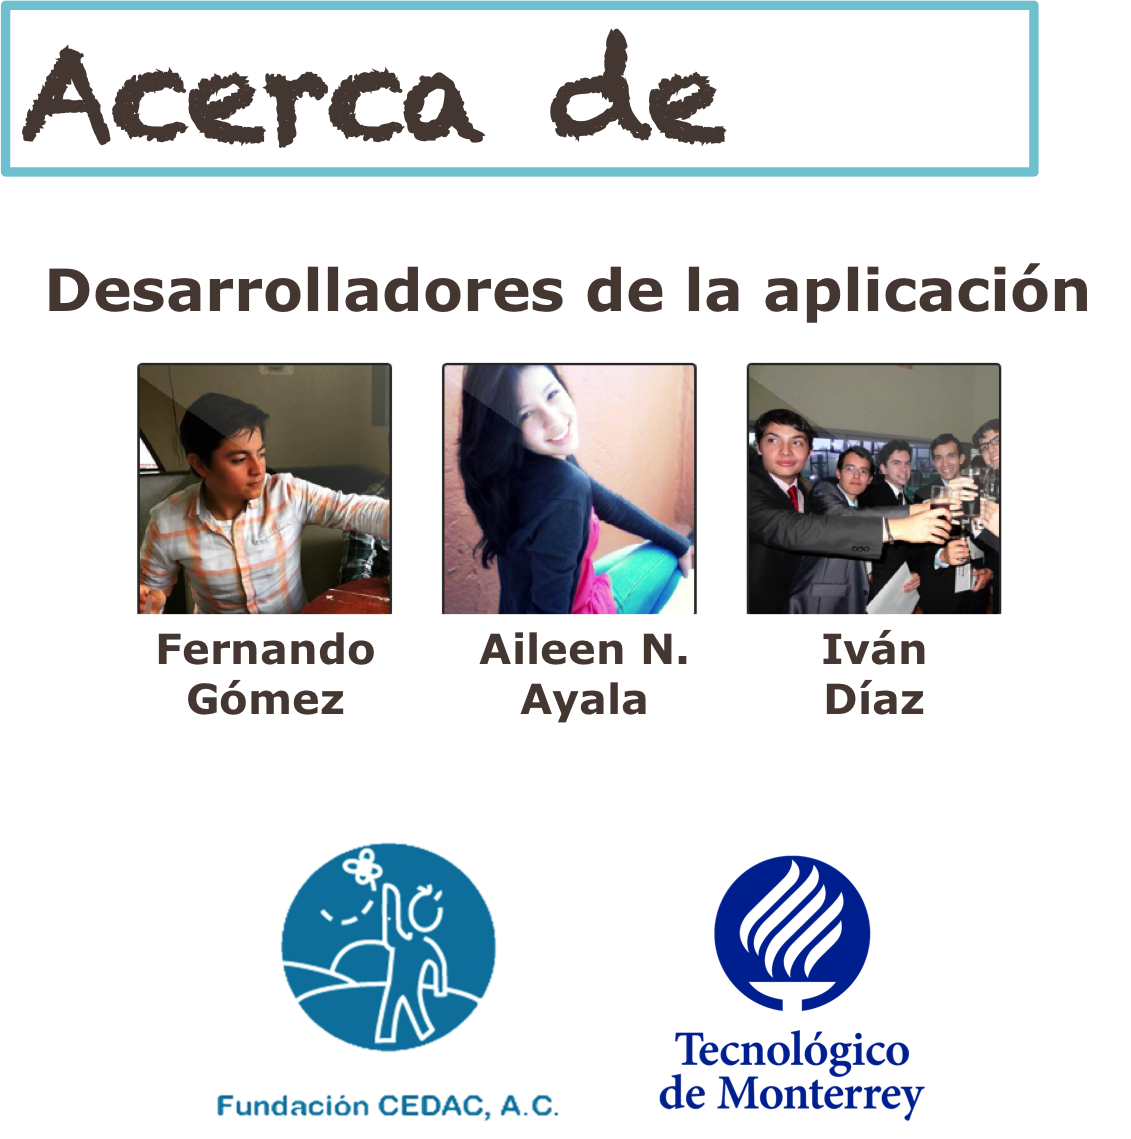 Acerca de
Desarrolladores de la aplicación
Fernando Aileen N. Iván
Gómez Ayala Díaz
Fundación CEDAC, A.C.
Tecnológico
de Monterrey